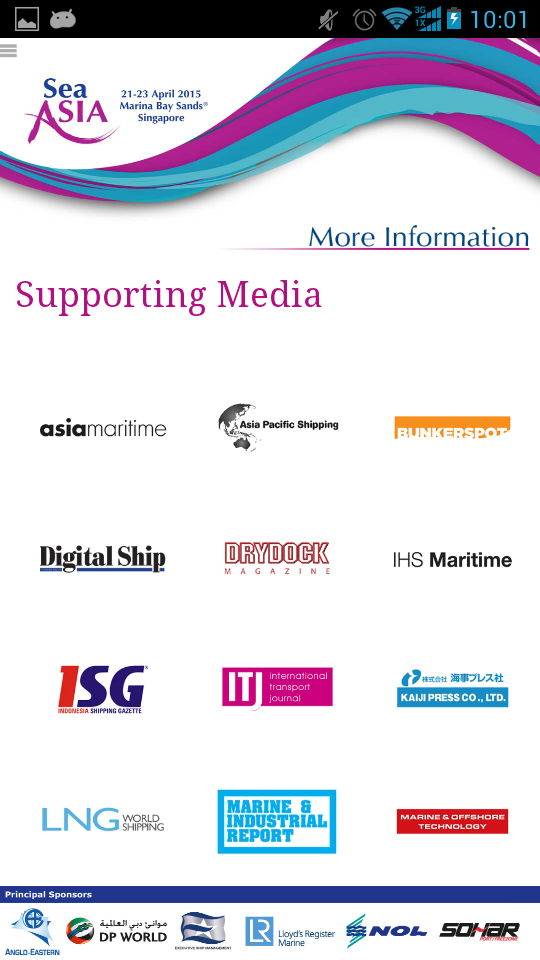 3G
1X
10:01
Sea
ASIA
21-23 April 2015
Marina Bay Sands®
Singapore
More Information
Supporting Media
asiamaritime
Asia Pacific Shipping
BUNKERSPOT
Digital Ship
DRYDOCK
MAGAZINE
IHS Maritime
ISG®
INDONESIA SHIPPING GAZETTE
ITJ
international
transport
journal
株式会社 海事プレス社
KAIJI PRESS CO., LTD.
LNG WORLD
SHIPPING
MARINE &
INDUSTRIAL
REPORT
MARINE & OFFSHORE
TECHNOLOGY
Principal Sponsors
ANGLO-EASTERN
موانئ دبي العالمية
DP WORLD
EXECUTIVE SHIP MANAGEMENT
LR
Lloyd's Register
Marine
NOL
SOHAR
PORT/FREEZONE